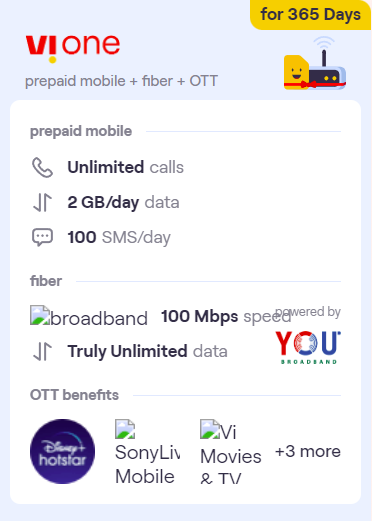 for 365 Days
VI one
prepaid mobile + fiber + OTT
prepaid mobile
Unlimited calls
2 GB/day data
100 SMS/day
fiber
broadband 100 Mbps speed
powered by
YOU
BROADBAND
Truly Unlimited data
OTT benefits
Disney+
hotstar
SonyLiv
Mobile
Vi
Movies
& TV
+3 more